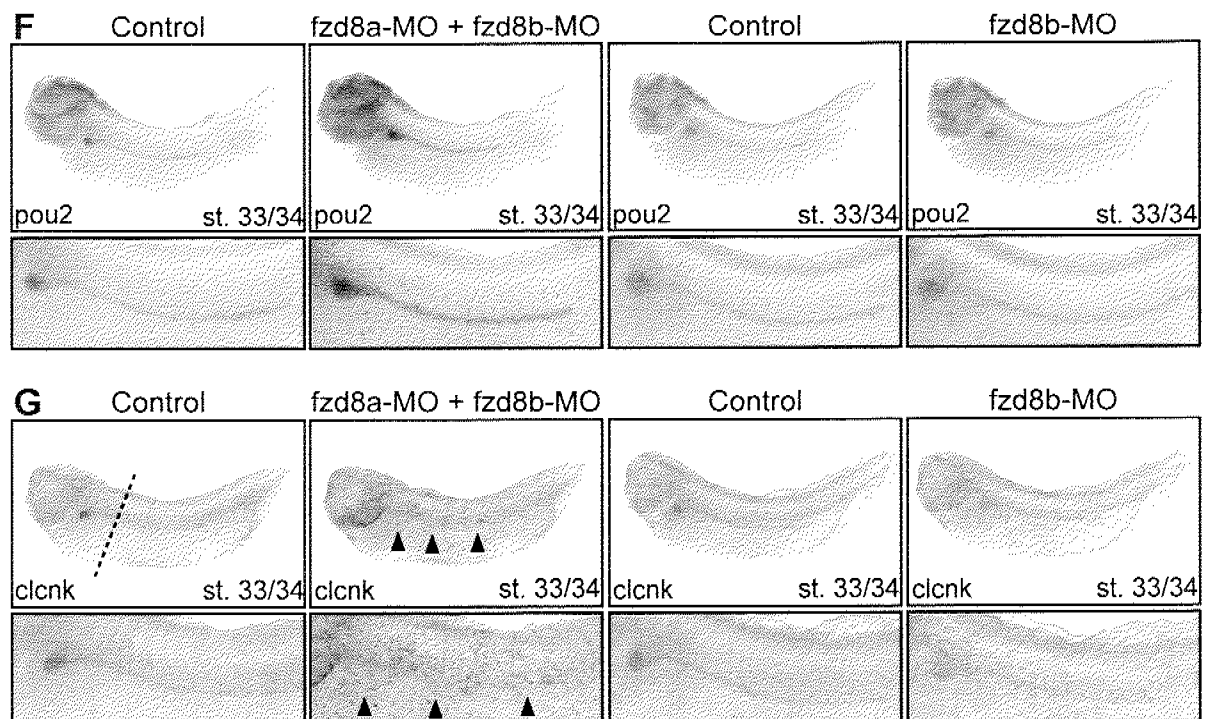 F Control fzd8a-MO + fzd8b-MO Control fzd8b-MO
pou2 st. 33/34 pou2 st. 33/34 pou2 st. 33/34 pou2 st. 33/34
G Control fzd8a-MO + fzd8b-MO Control fzd8b-MO
clcnk st. 33/34 clcnk st. 33/34 clcnk st. 33/34 clcnk st. 33/34